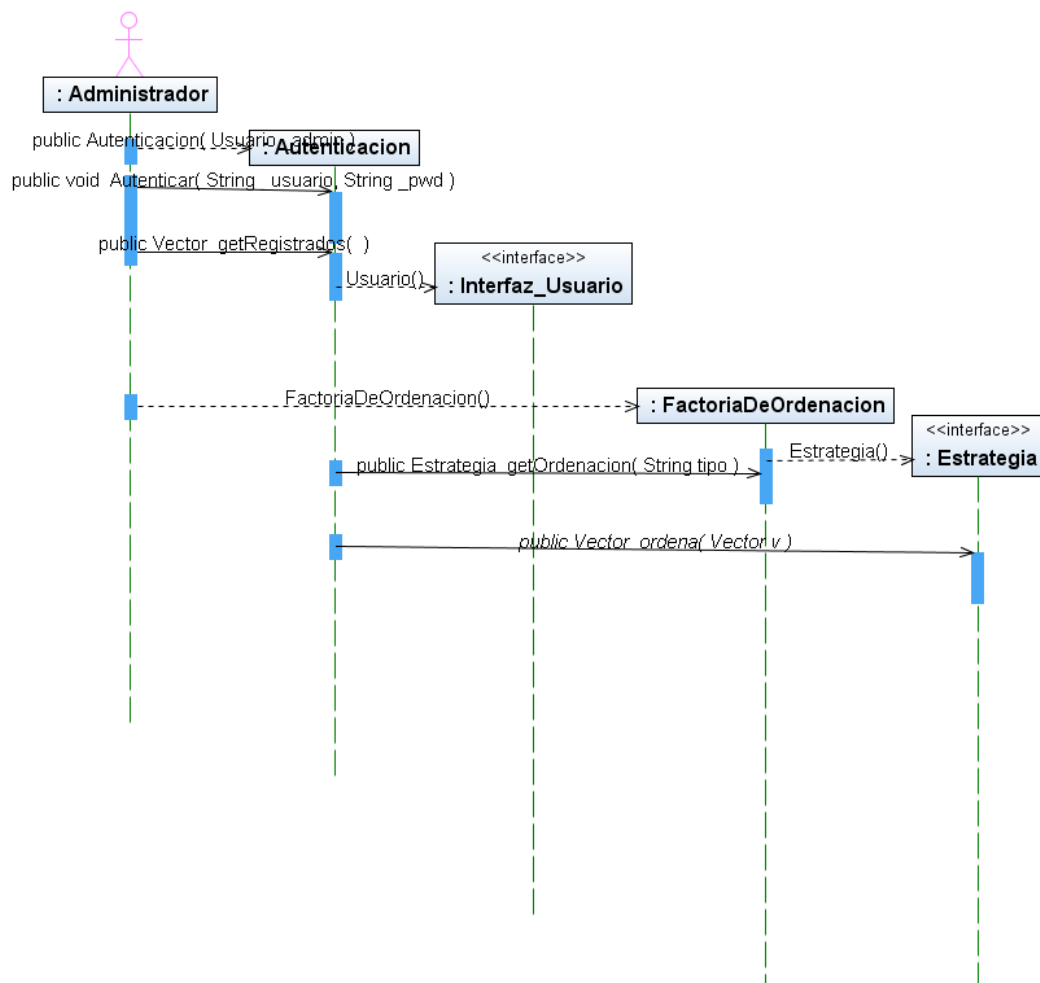 : Administrador
public Autenticacion( Usuario _admin )
: Autenticacion
public void Autenticar( String _usuario, String _pwd )
public Vector getRegistrados( )
<<interface>>
: Interfaz_Usuario
Usuario()
FactoriaDeOrdenacion()
: FactoriaDeOrdenacion
<<interface>>
: Estrategia
Estrategia()
public Estrategia getOrdenacion( String tipo )
public Vector ordena( Vector v )